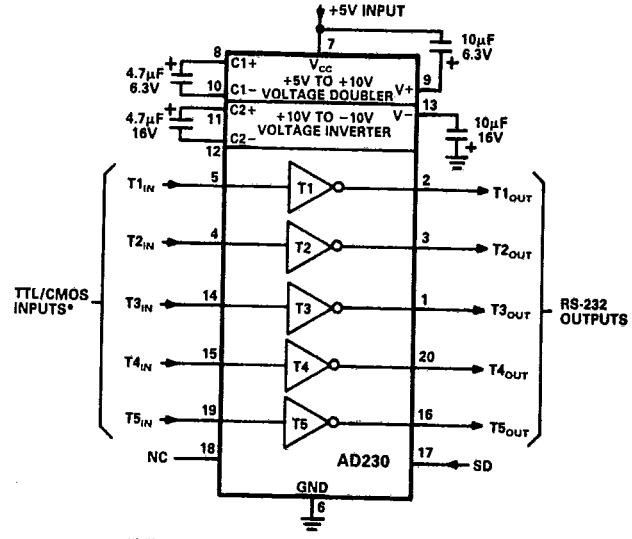 +5V INPUT
7
8
C1+
VCC
10µF
6.3V
4.7µF
6.3V
+5V TO +10V
VOLTAGE DOUBLER
V+
9
10
C1−
13
4.7µF
16V
C2+
11
+10V TO −10V
VOLTAGE INVERTER
V−
10µF
16V
C2−
12
T1IN
5
T1
2
T1OUT
T2IN
4
T2
3
T2OUT
TTL/CMOS
INPUTS*
T3IN
14
T3
1
T3OUT
RS-232
OUTPUTS
T4IN
15
T4
20
T4OUT
T5IN
19
T5
16
T5OUT
NC
18
AD230
17
SD
GND
6